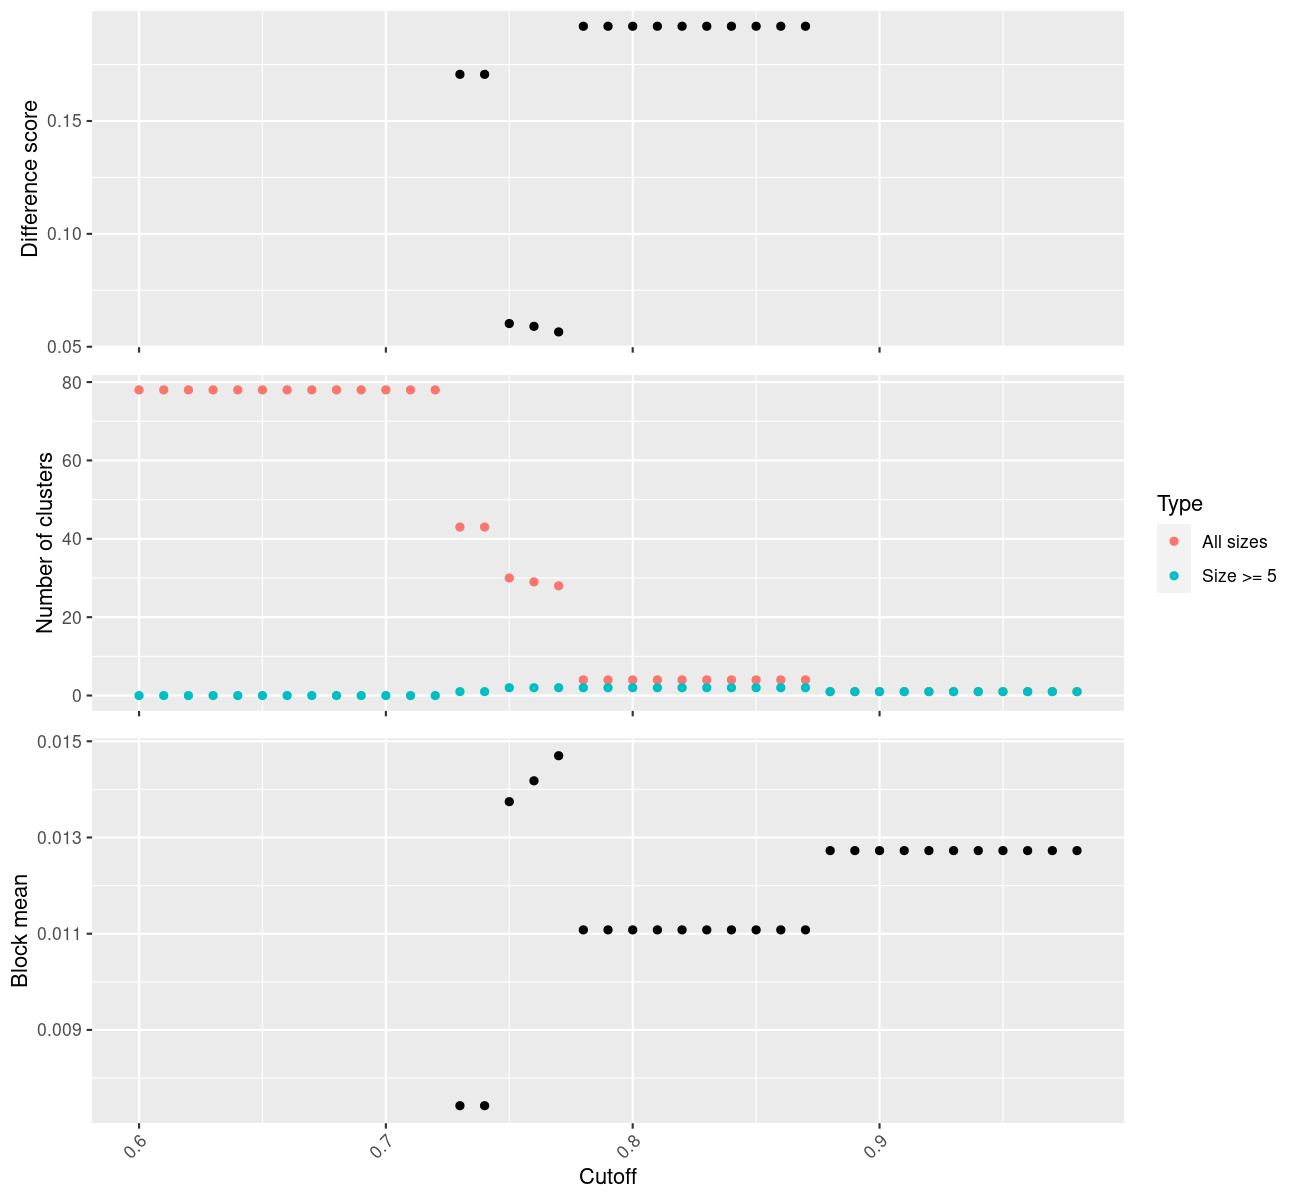 Difference score
0.15
0.10
0.05
Number of clusters
80
60
40
20
0
Type
All sizes
Size >= 5
Block mean
0.015
0.013
0.011
0.009
0.6
0.7
0.8
0.9
Cutoff